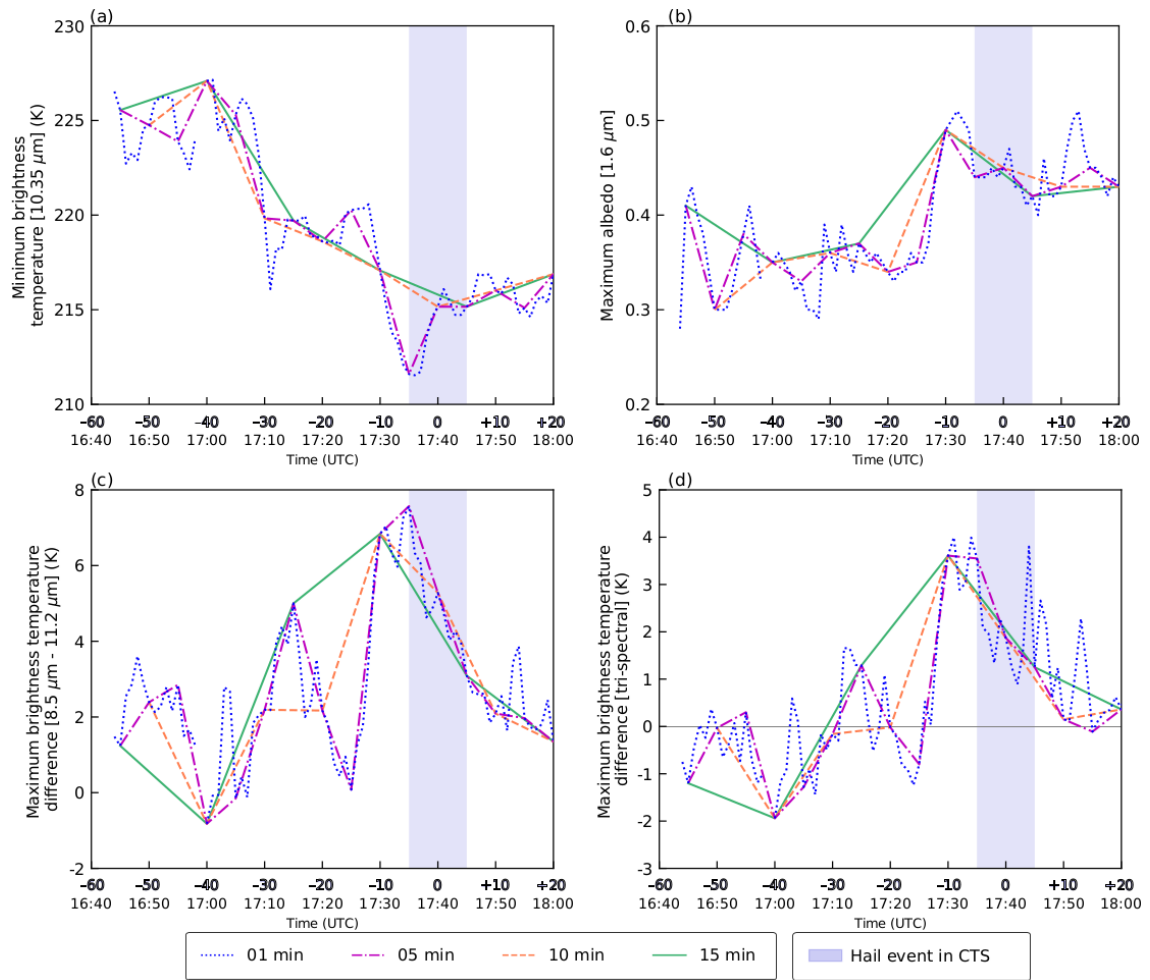 (a)
230
225
220
215
210
Minimum brightness
temperature [10.35 μm] (K)
−60 −50 −40 −30 −20 −10 0 +10 +20
16:40 16:50 17:00 17:10 17:20 17:30 17:40 17:50 18:00
Time (UTC)
(b)
0.6
0.5
0.4
0.3
0.2
Maximum albedo [1.6 μm]
−60 −50 −40 −30 −20 −10 0 +10 +20
16:40 16:50 17:00 17:10 17:20 17:30 17:40 17:50 18:00
Time (UTC)
(c)
8
6
4
2
0
-2
Maximum brightness temperature
difference [8.5 μm - 11.2 μm] (K)
−60 −50 −40 −30 −20 −10 0 +10 +20
16:40 16:50 17:00 17:10 17:20 17:30 17:40 17:50 18:00
Time (UTC)
(d)
5
4
3
2
1
0
-1
-2
-3
Maximum brightness temperature
difference [tri-spectral] (K)
−60 −50 −40 −30 −20 −10 0 +10 +20
16:40 16:50 17:00 17:10 17:20 17:30 17:40 17:50 18:00
Time (UTC)
01 min 05 min 10 min 15 min
Hail event in CTS